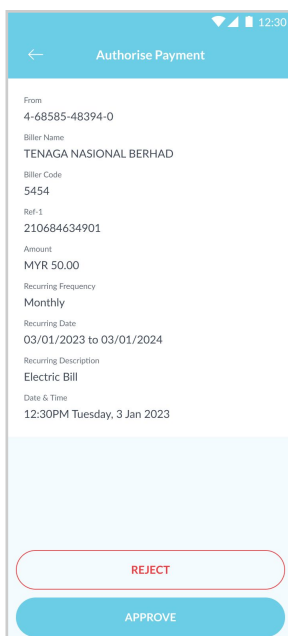 12:30
Authorise Payment
From
4-68585-48394-0
Biller Name
TENAGA NASIONAL BERHAD
Biller Code
5454
Ref-1
210684634901
Amount
MYR 50.00
Recurring Frequency
Monthly
Recurring Date
03/01/2023 to 03/01/2024
Recurring Description
Electric Bill
Date & Time
12:30PM Tuesday, 3 Jan 2023
REJECT
APPROVE